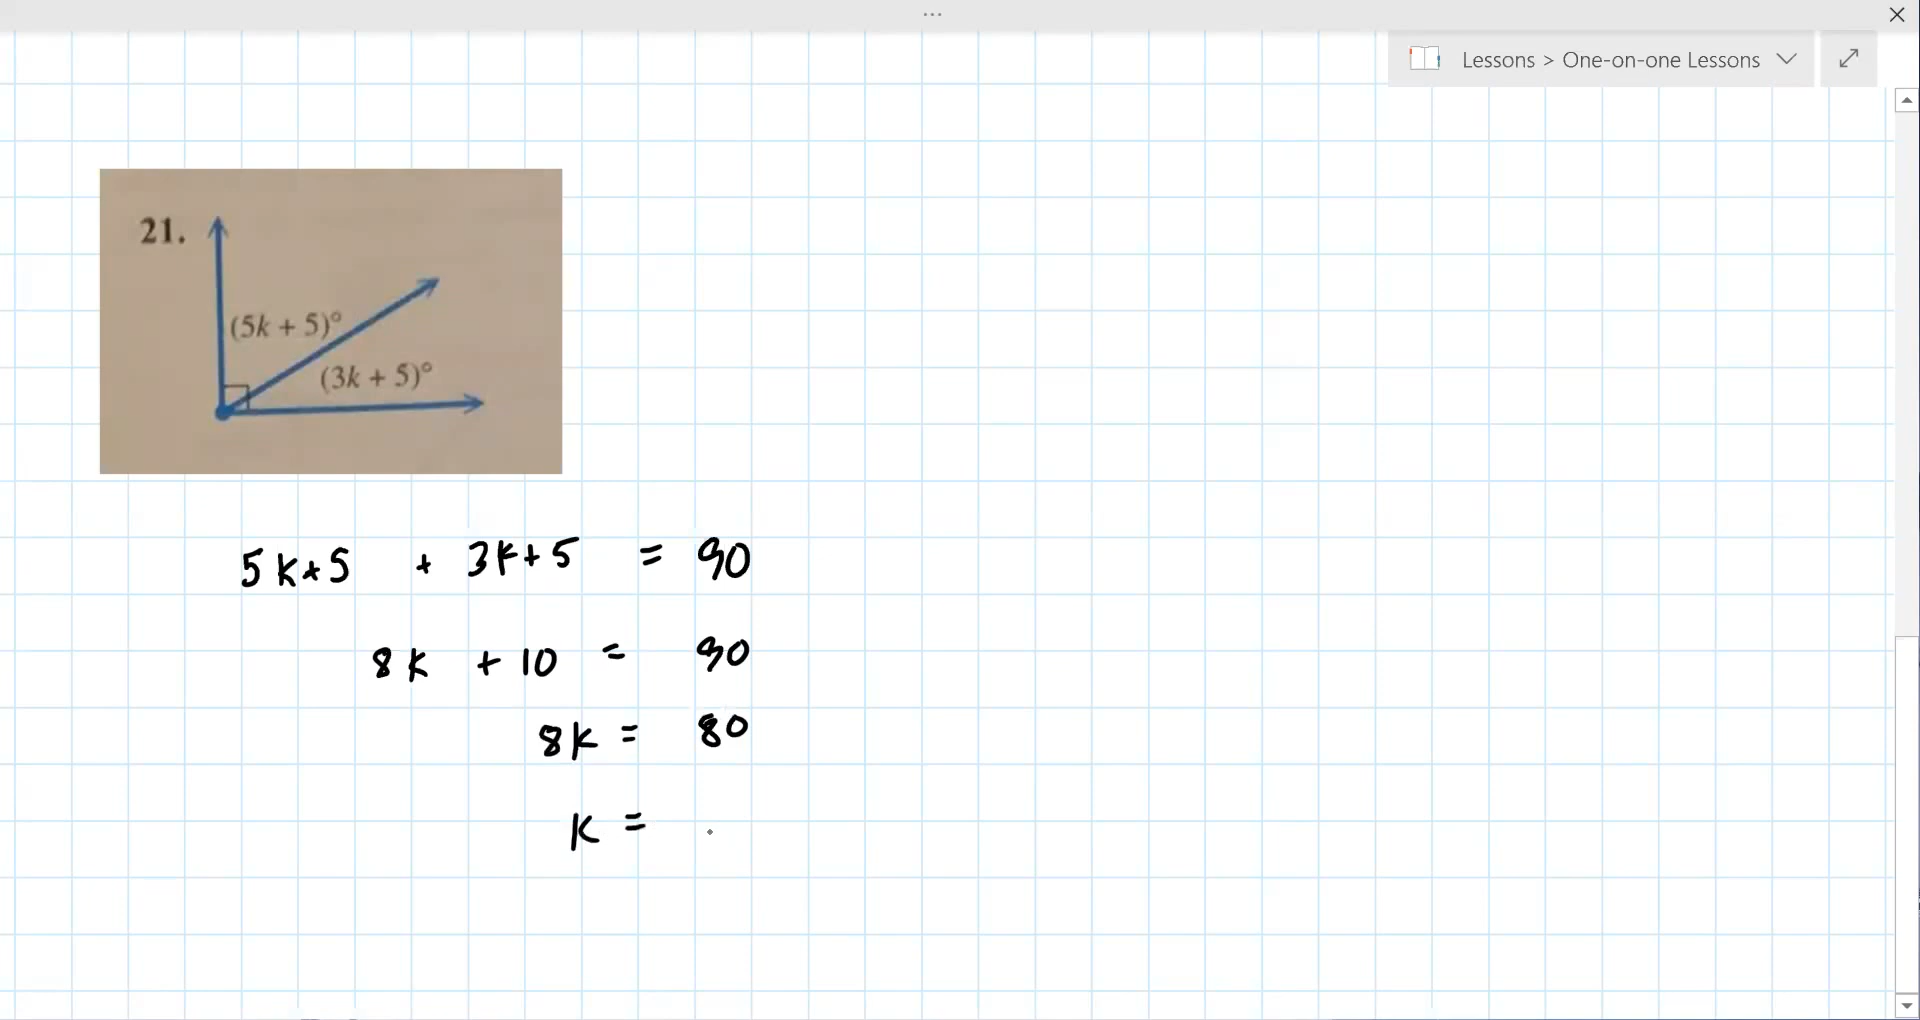 ...
Lessons > One-on-one Lessons
21.
(5k + 5)°
(3k + 5)°
5k+5 + 3k+5 = 90
8k + 10 = 90
8k = 80
k =